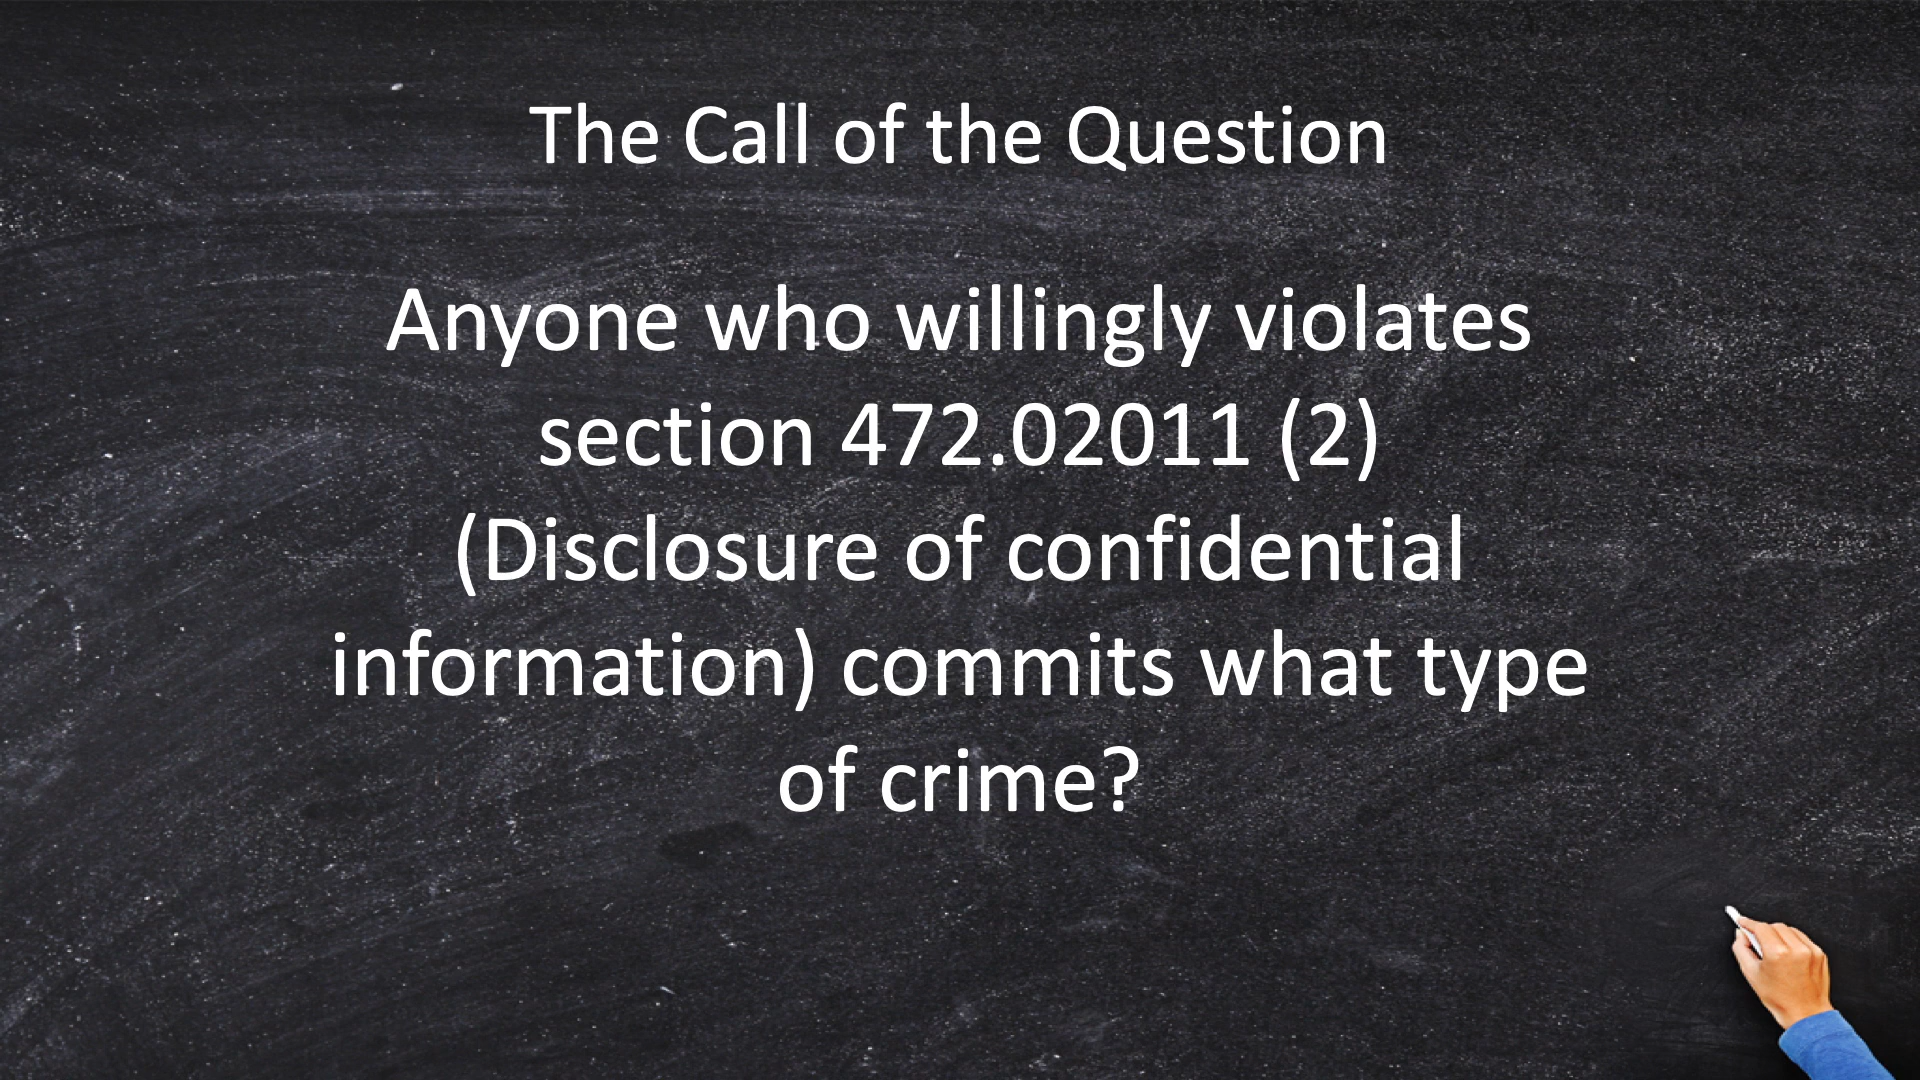 The Call of the Question
Anyone who willingly violates
section 472.02011 (2)
(Disclosure of confidential
information) commits what type
of crime?